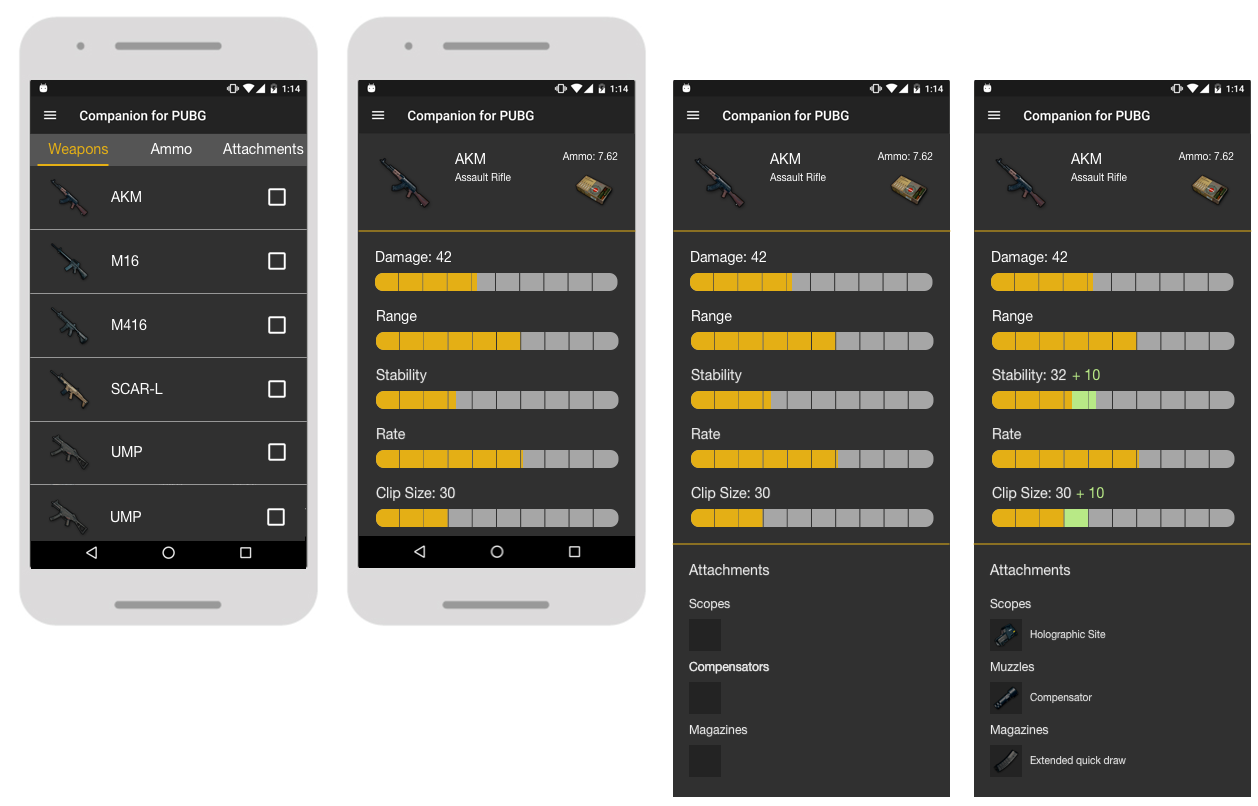 1:14
Companion for PUBG
Weapons Ammo Attachments
AKM
M16
M416
SCAR-L
UMP
UMP
1:14
Companion for PUBG
AKM
Assault Rifle
Ammo: 7.62
Damage: 42
Range
Stability
Rate
Clip Size: 30
1:14
Companion for PUBG
AKM
Assault Rifle
Ammo: 7.62
Damage: 42
Range
Stability
Rate
Clip Size: 30
Attachments
Scopes
Compensators
Magazines
1:14
Companion for PUBG
AKM
Assault Rifle
Ammo: 7.62
Damage: 42
Range
Stability: 32 + 10
Rate
Clip Size: 30 + 10
Attachments
Scopes
Holographic Site
Muzzles
Compensator
Magazines
Extended quick draw